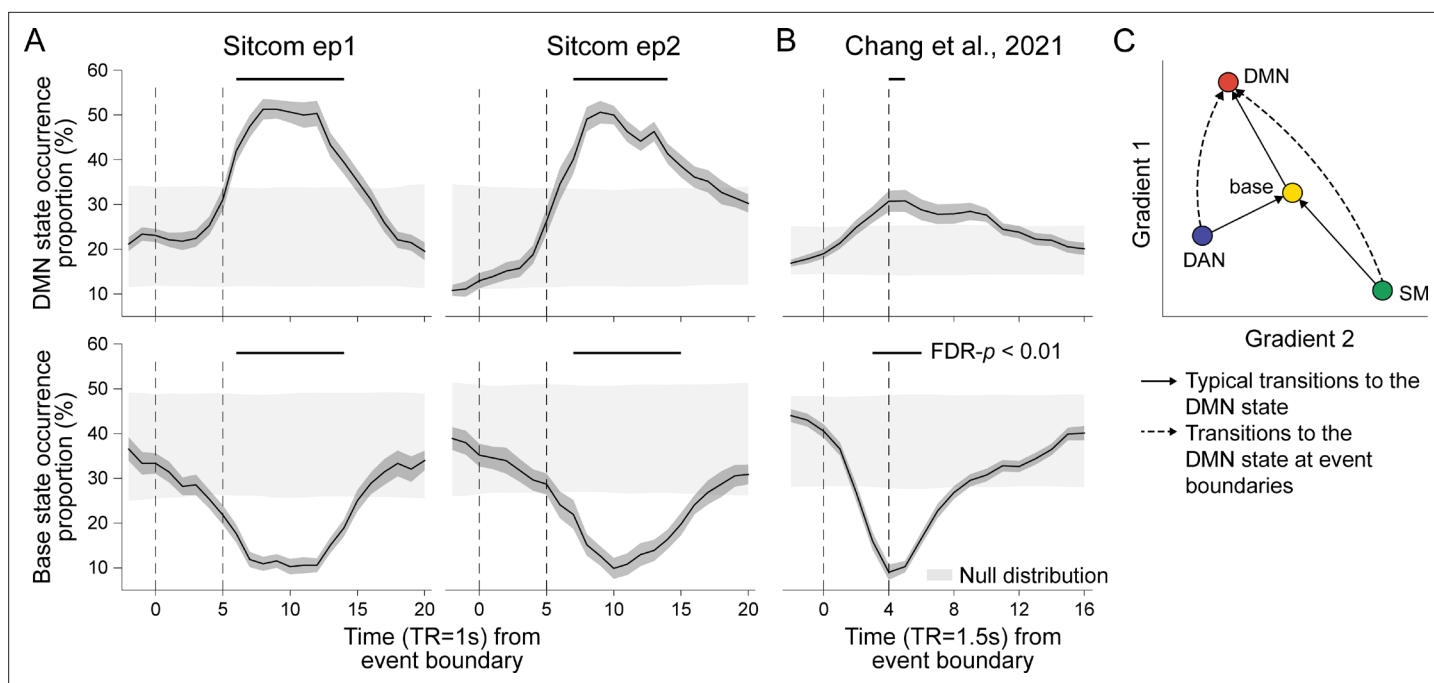 A
Sitcom ep1
Sitcom ep2
B
Chang et al., 2021
C
DMN state occurrence
proportion (%)
60
50
40
30
20
10
Base state occurrence
proportion (%)
60
50
40
30
20
10
0 5 10 15 20
0 5 10 15 20
0 4 8 12 16
FDR-p < 0.01
Null distribution
Time (TR=1s) from
event boundary
Time (TR=1.5s) from
event boundary
Gradient 1
DMN
base
DAN
SM
Gradient 2
Typical transitions to the
DMN state
Transitions to the
DMN state at event
boundaries